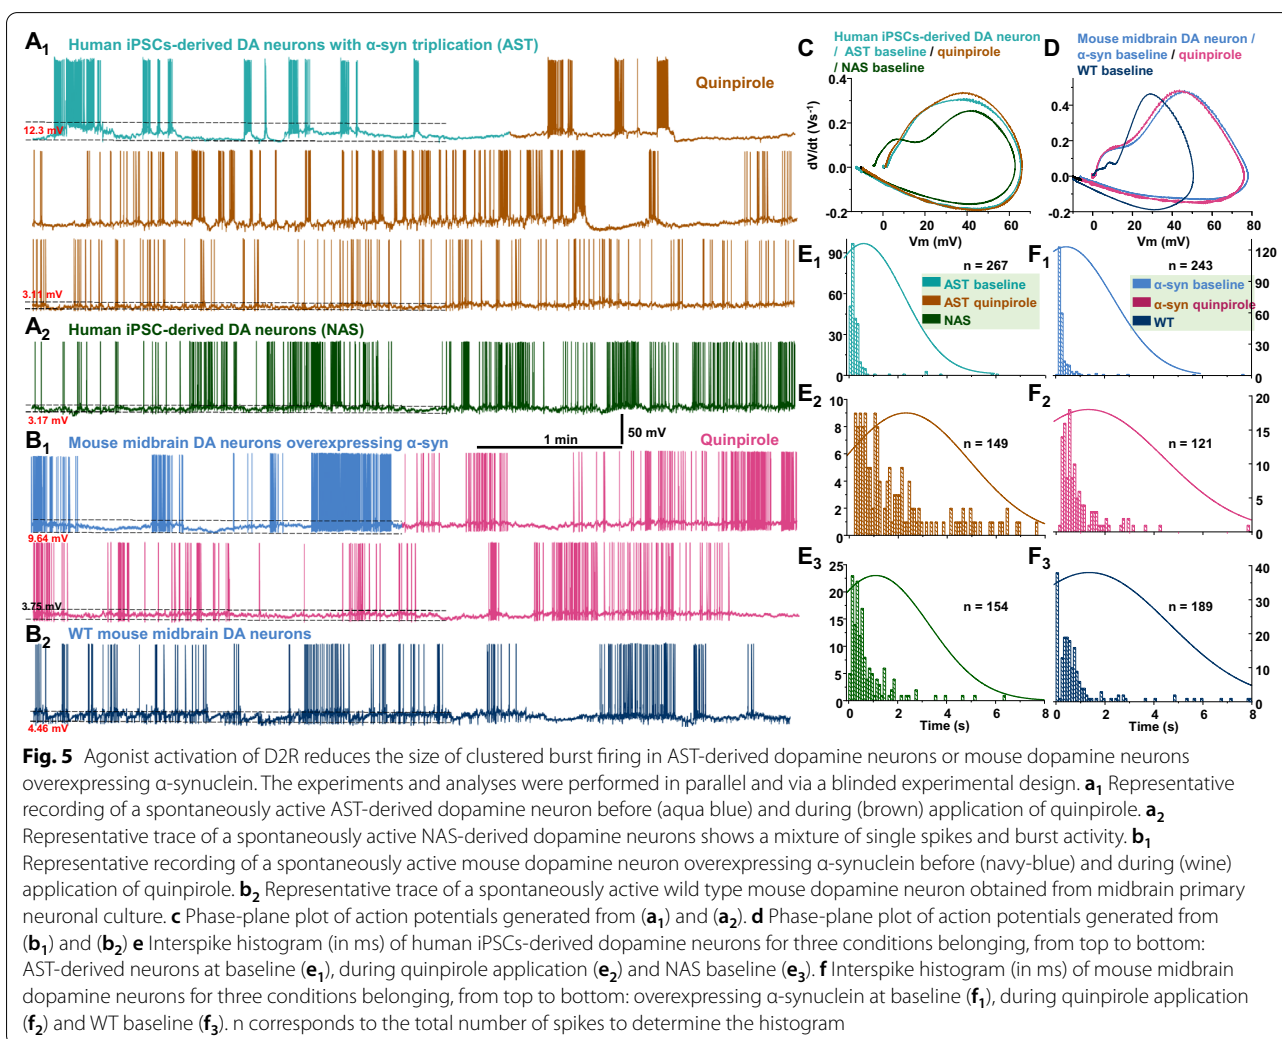 A1 Human iPSCs-derived DA neurons with α-syn triplication (AST)
Quinpirole
12.3 mV
3.11 mV
A2 Human iPSC-derived DA neurons (NAS)
3.17 mV
50 mV
1 min
B1 Mouse midbrain DA neurons overexpressing α-syn
Quinpirole
9.64 mV
3.75 mV
B2 WT mouse midbrain DA neurons
4.46 mV
C Human iPSCs-derived DA neuron
/ AST baseline / quinpirole
/ NAS baseline
0.4
0.2
0.0
-0.2
dV/dt (Vs-1)
0 20 40 60
Vm (mV)
D Mouse midbrain DA neuron /
α-syn baseline / quinpirole
WT baseline
0.4
0.2
0.0
-0.2
0 20 40 60 80
Vm (mV)
E1
90
60
30
0
n = 267
AST baseline
AST quinpirole
NAS
F1
120
90
60
30
0
n = 243
α-syn baseline
α-syn quinpirole
WT
E2
10
8
6
4
2
0
n = 149
F2
20
15
10
5
0
n = 121
E3
25
20
15
10
5
0
n = 154
0 2 4 6 8
Time (s)
F3
40
30
20
10
0
n = 189
0 2 4 6 8
Time (s)
Fig. 5 Agonist activation of D2R reduces the size of clustered burst firing in AST-derived dopamine neurons or mouse dopamine neurons
overexpressing α-synuclein. The experiments and analyses were performed in parallel and via a blinded experimental design. a1 Representative
recording of a spontaneously active AST-derived dopamine neuron before (aqua blue) and during (brown) application of quinpirole. a2
Representative trace of a spontaneously active NAS-derived dopamine neurons shows a mixture of single spikes and burst activity. b1
Representative recording of a spontaneously active mouse dopamine neuron overexpressing α-synuclein before (navy-blue) and during (wine)
application of quinpirole. b2 Representative trace of a spontaneously active wild type mouse dopamine neuron obtained from midbrain primary
neuronal culture. c Phase-plane plot of action potentials generated from (a1) and (a2). d Phase-plane plot of action potentials generated from
(b1) and (b2) e Interspike histogram (in ms) of human iPSCs-derived dopamine neurons for three conditions belonging, from top to bottom:
AST-derived neurons at baseline (e1), during quinpirole application (e2) and NAS baseline (e3). f Interspike histogram (in ms) of mouse midbrain
dopamine neurons for three conditions belonging, from top to bottom: overexpressing α-synuclein at baseline (f1), during quinpirole application
(f2) and WT baseline (f3). n corresponds to the total number of spikes to determine the histogram